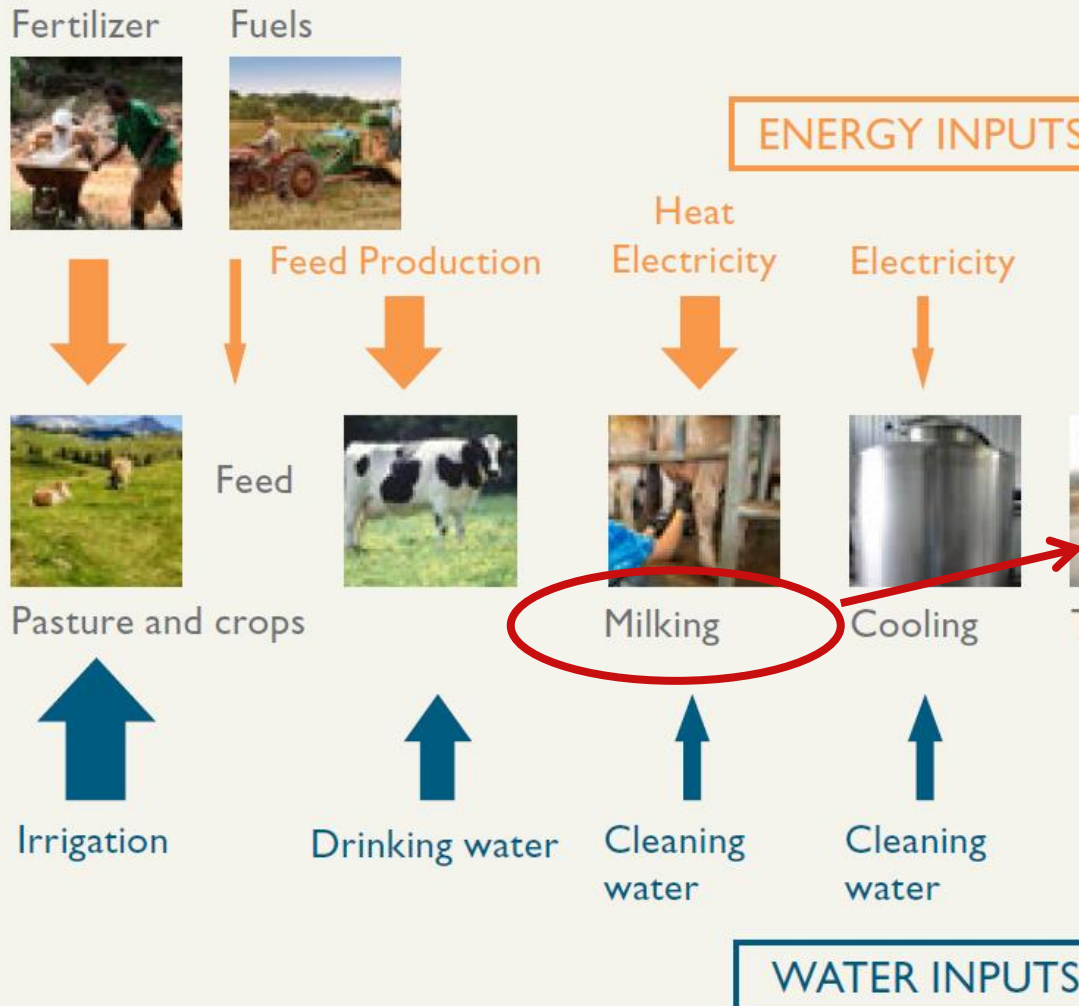 Fertilizer
Fuels
ENERGY INPUTS
Feed Production
Heat
Electricity
Electricity
Feed
Pasture and crops
Milking
Cooling
Irrigation
Drinking water
Cleaning
water
Cleaning
water
WATER INPUTS